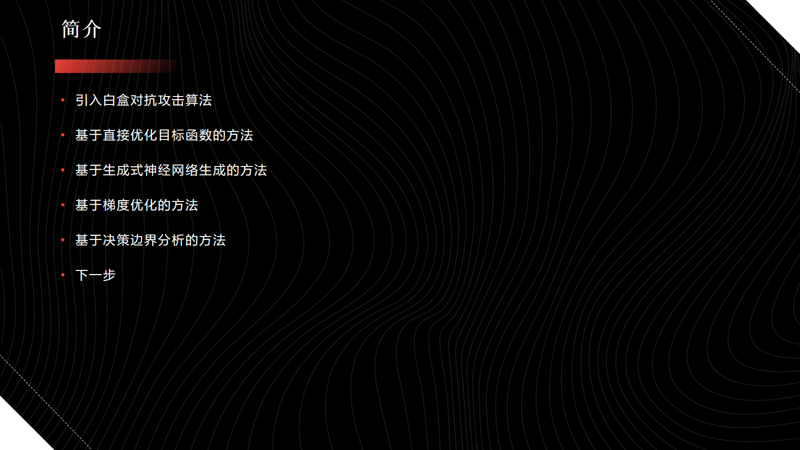 简介
引入白盒对抗攻击算法
基于直接优化目标函数的方法
基于生成式神经网络生成的方法
基于梯度优化的方法
基于决策边界分析的方法
下一步